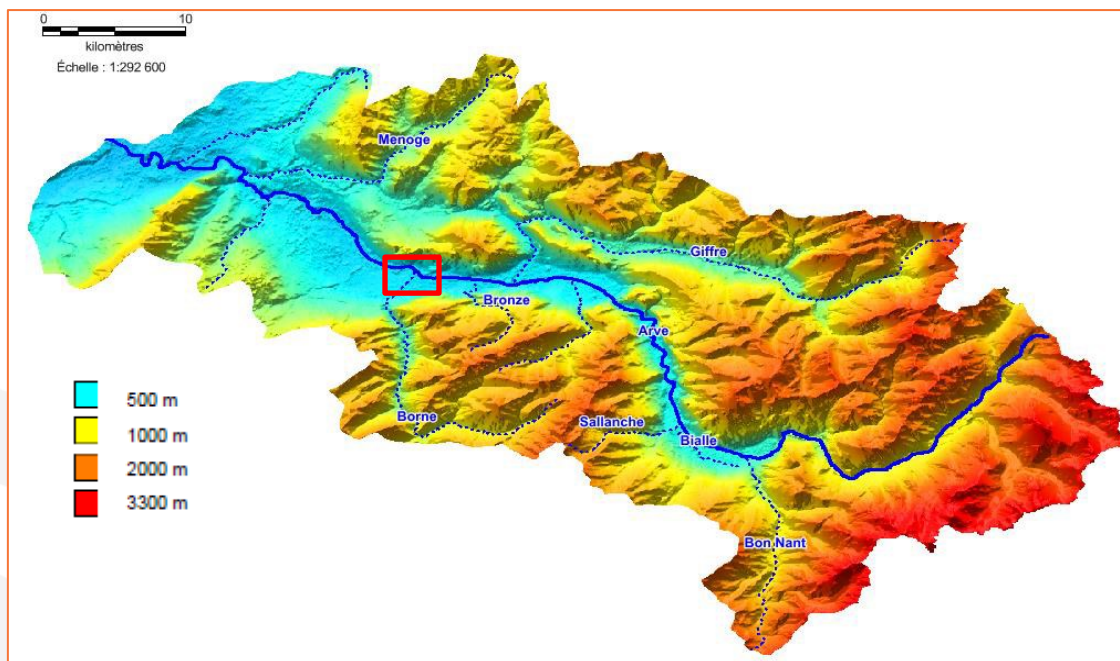 0 10
kilomètres
Échelle : 1:292 600
Menoge
Giffre
Bronze
Arve
Borne
Sallanche
Bialle
Bon Nant
500 m
1000 m
2000 m
3300 m